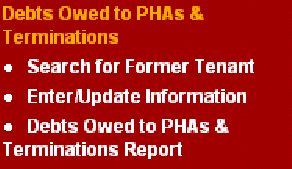 Debts Owed to PHAs &
Terminations
● Search for Former Tenant
● Enter/Update Information
● Debts Owed to PHAs &
Terminations Report